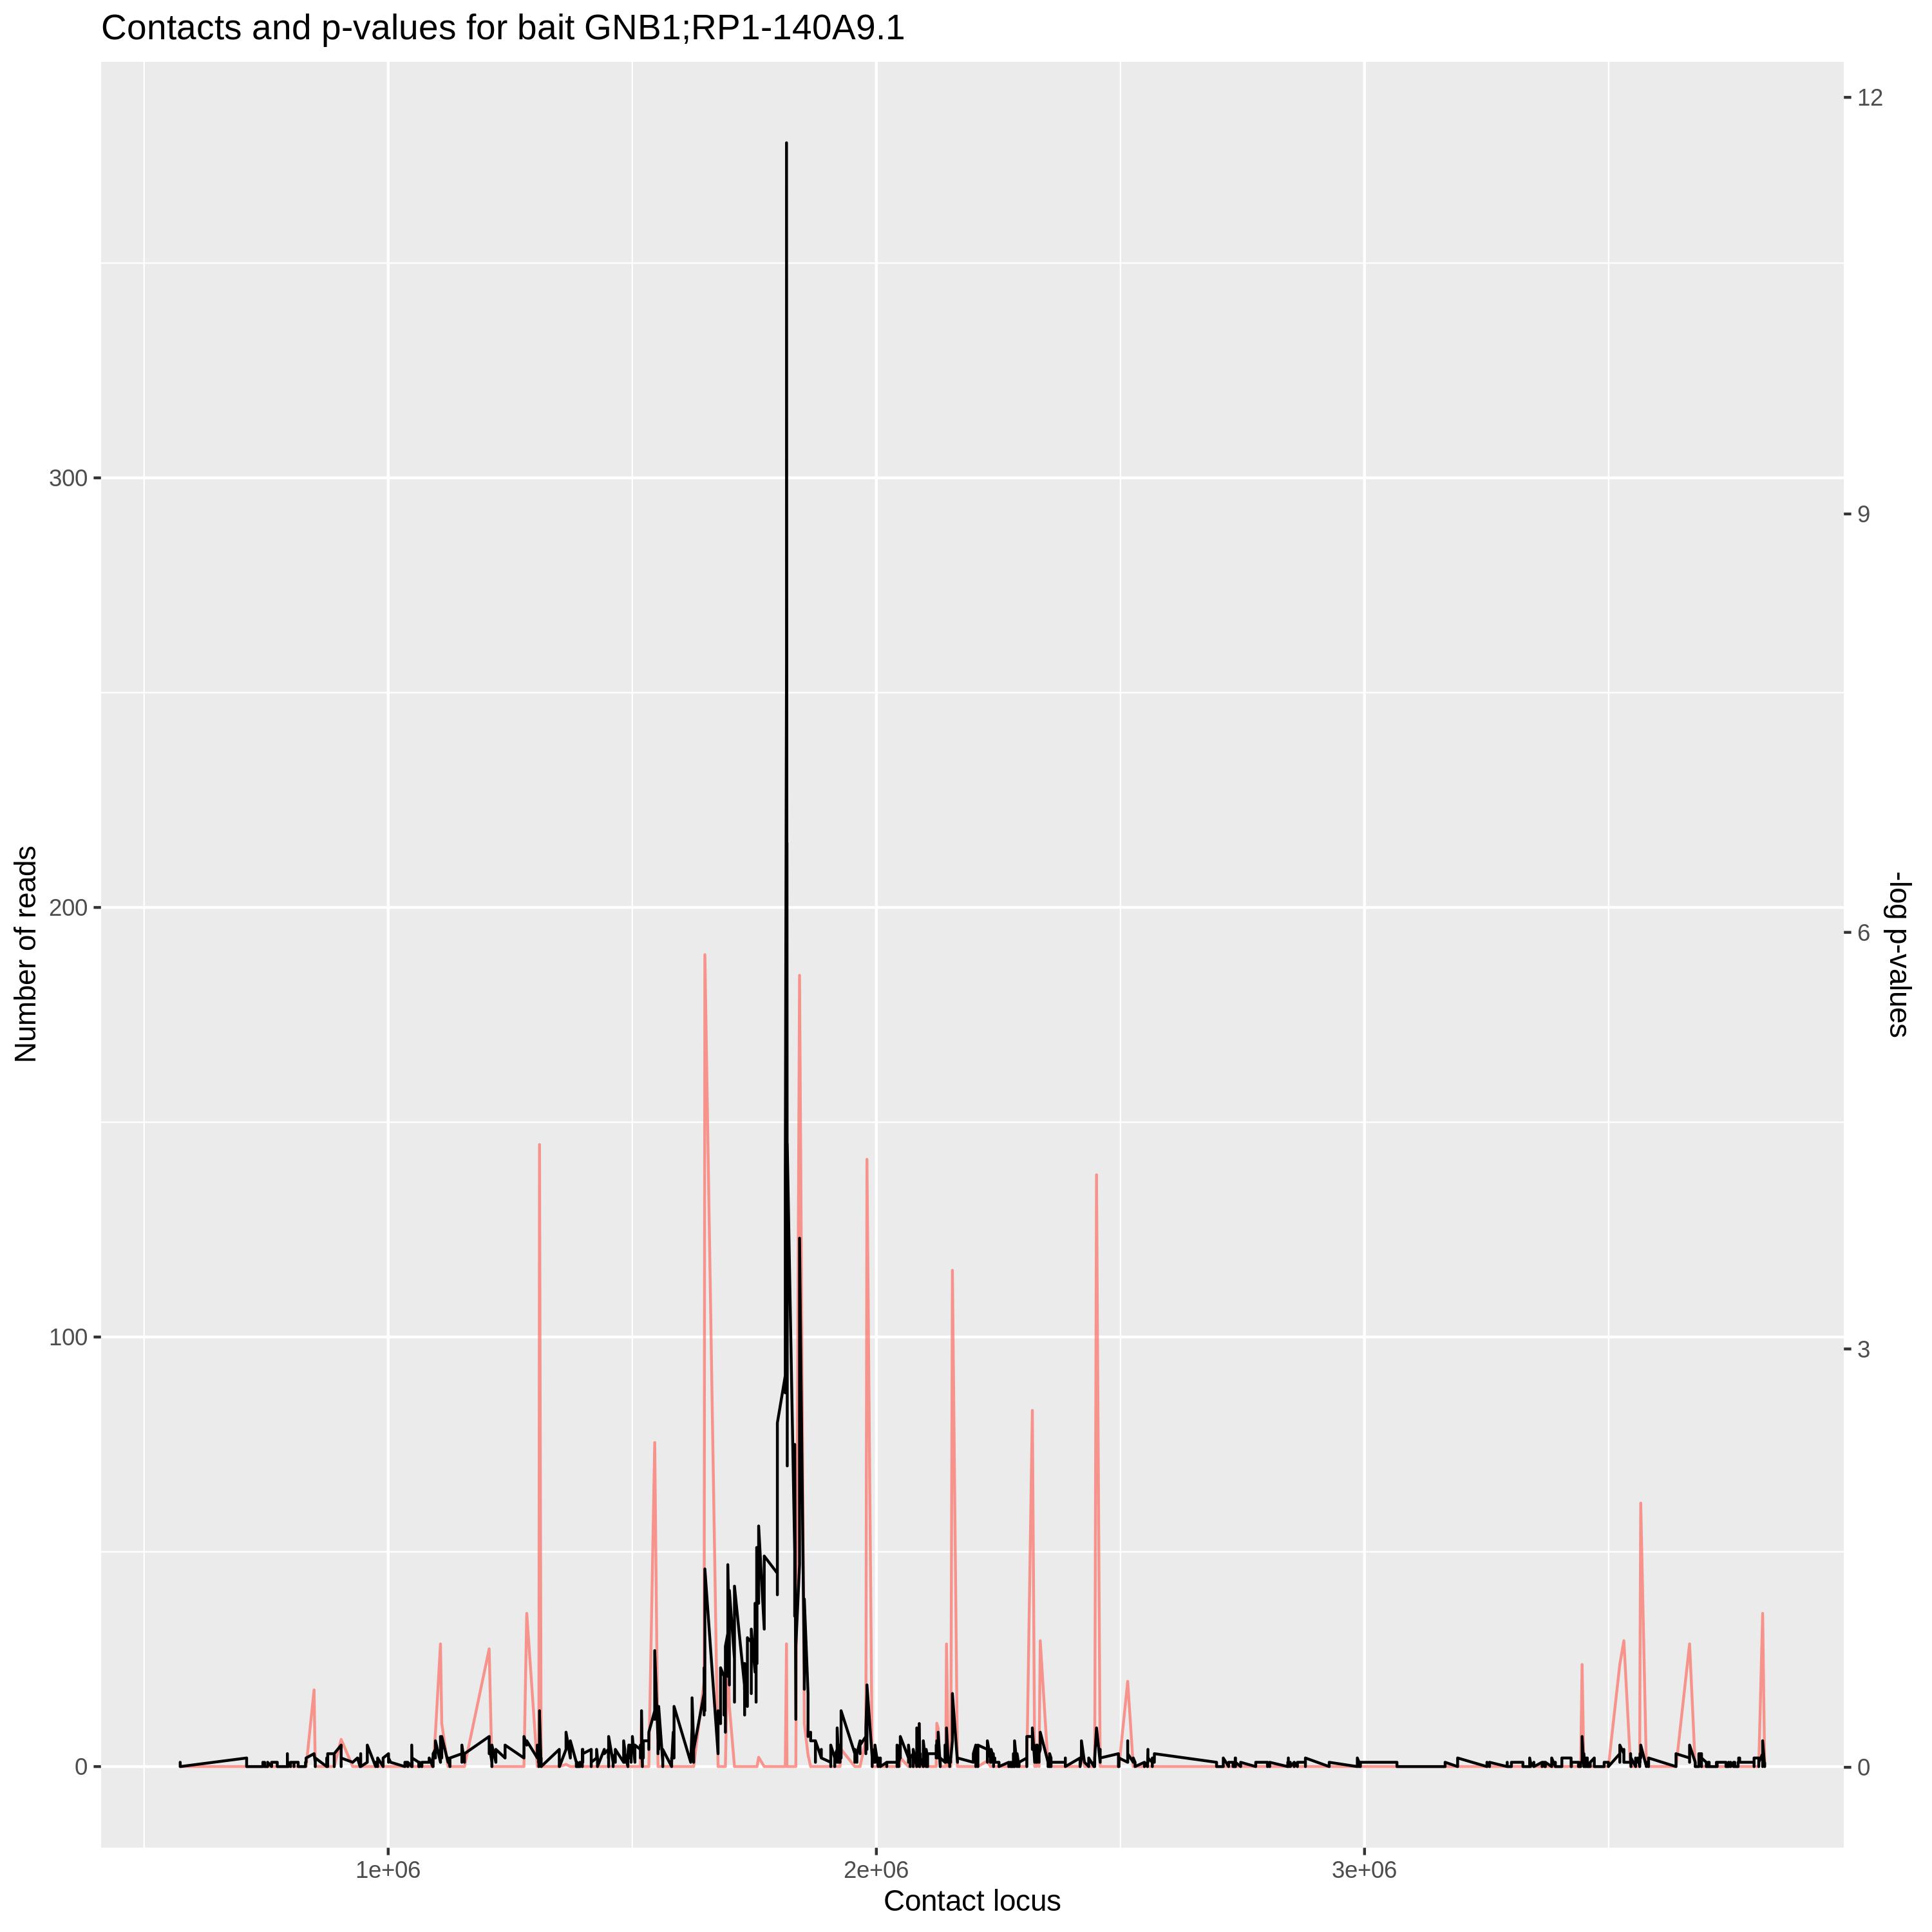 Contacts and p-values for bait GNB1;RP1-140A9.1
Number of reads
300
200
100
0
12
9
6
3
0
-log p-values
1e+06
2e+06
3e+06
Contact locus